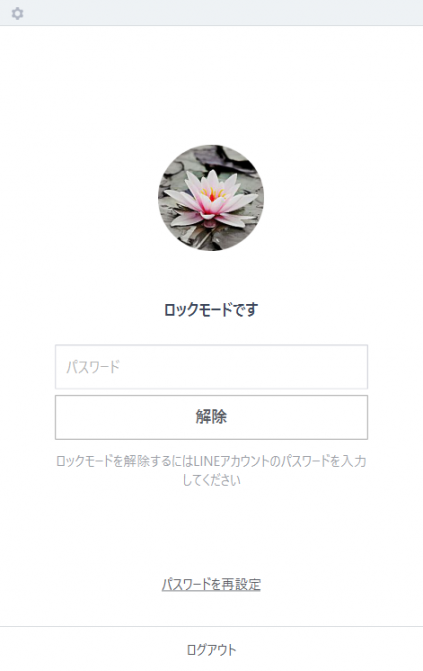 ロックモードです
パスワード
解除
ロックモードを解除するにはLINEアカウントのパスワードを入力
してください
パスワードを再設定
ログアウト